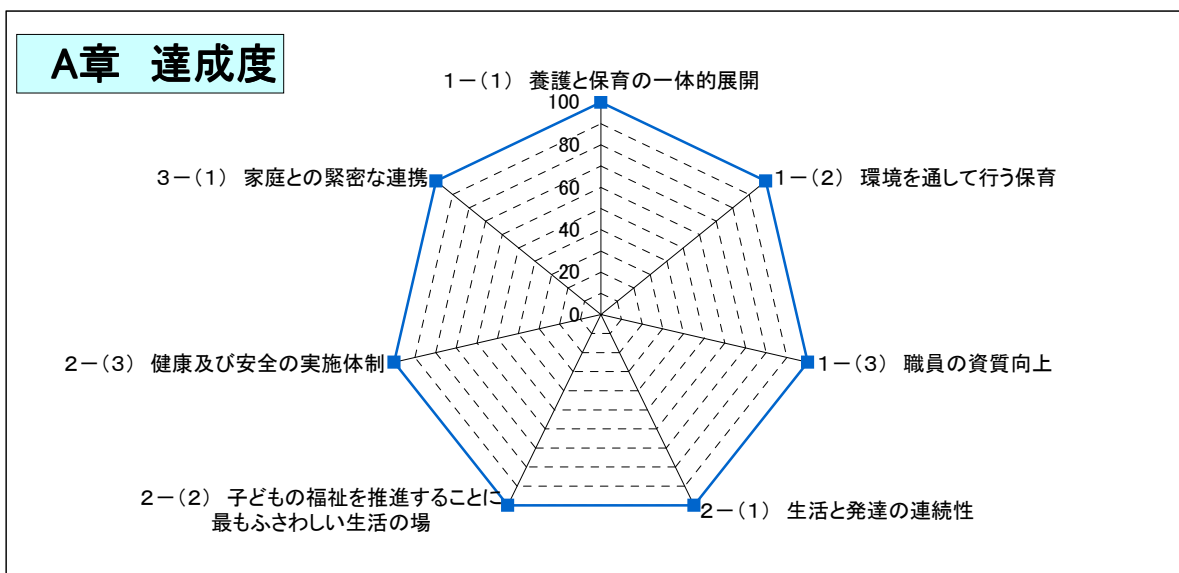 A章 達成度
1－(1) 養護と保育の一体的展開
100
80
60
40
20
0
3－(1) 家庭との緊密な連携
1－(2) 環境を通して行う保育
2－(3) 健康及び安全の実施体制
1－(3) 職員の資質向上
2－(2) 子どもの福祉を推進することに
最もふさわしい生活の場
2－(1) 生活と発達の連続性